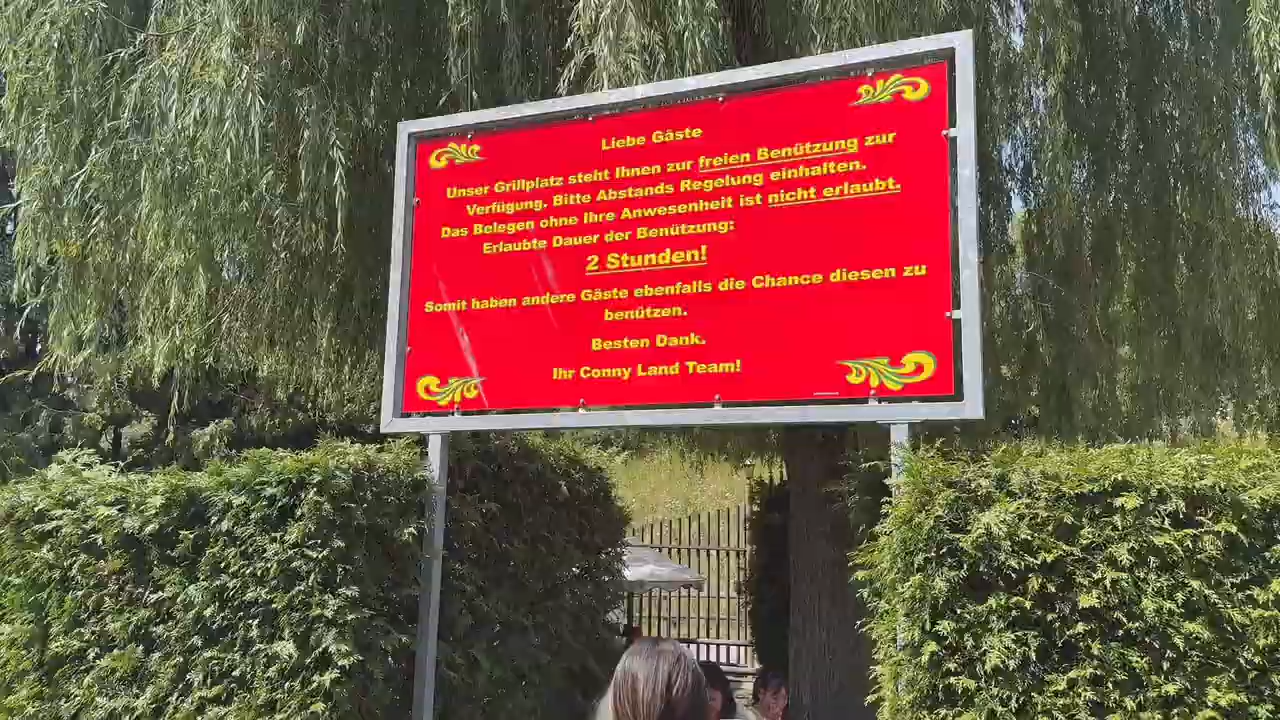 Liebe Gäste
Unser Grillplatz steht Ihnen zur freien Benützung zur
Verfügung. Bitte Abstands Regelung einhalten.
Das Belegen ohne Ihre Anwesenheit ist nicht erlaubt.
Erlaubte Dauer der Benützung:
2 Stunden!
Somit haben andere Gäste ebenfalls die Chance diesen zu
benützen.
Besten Dank.
Ihr Conny Land Team!